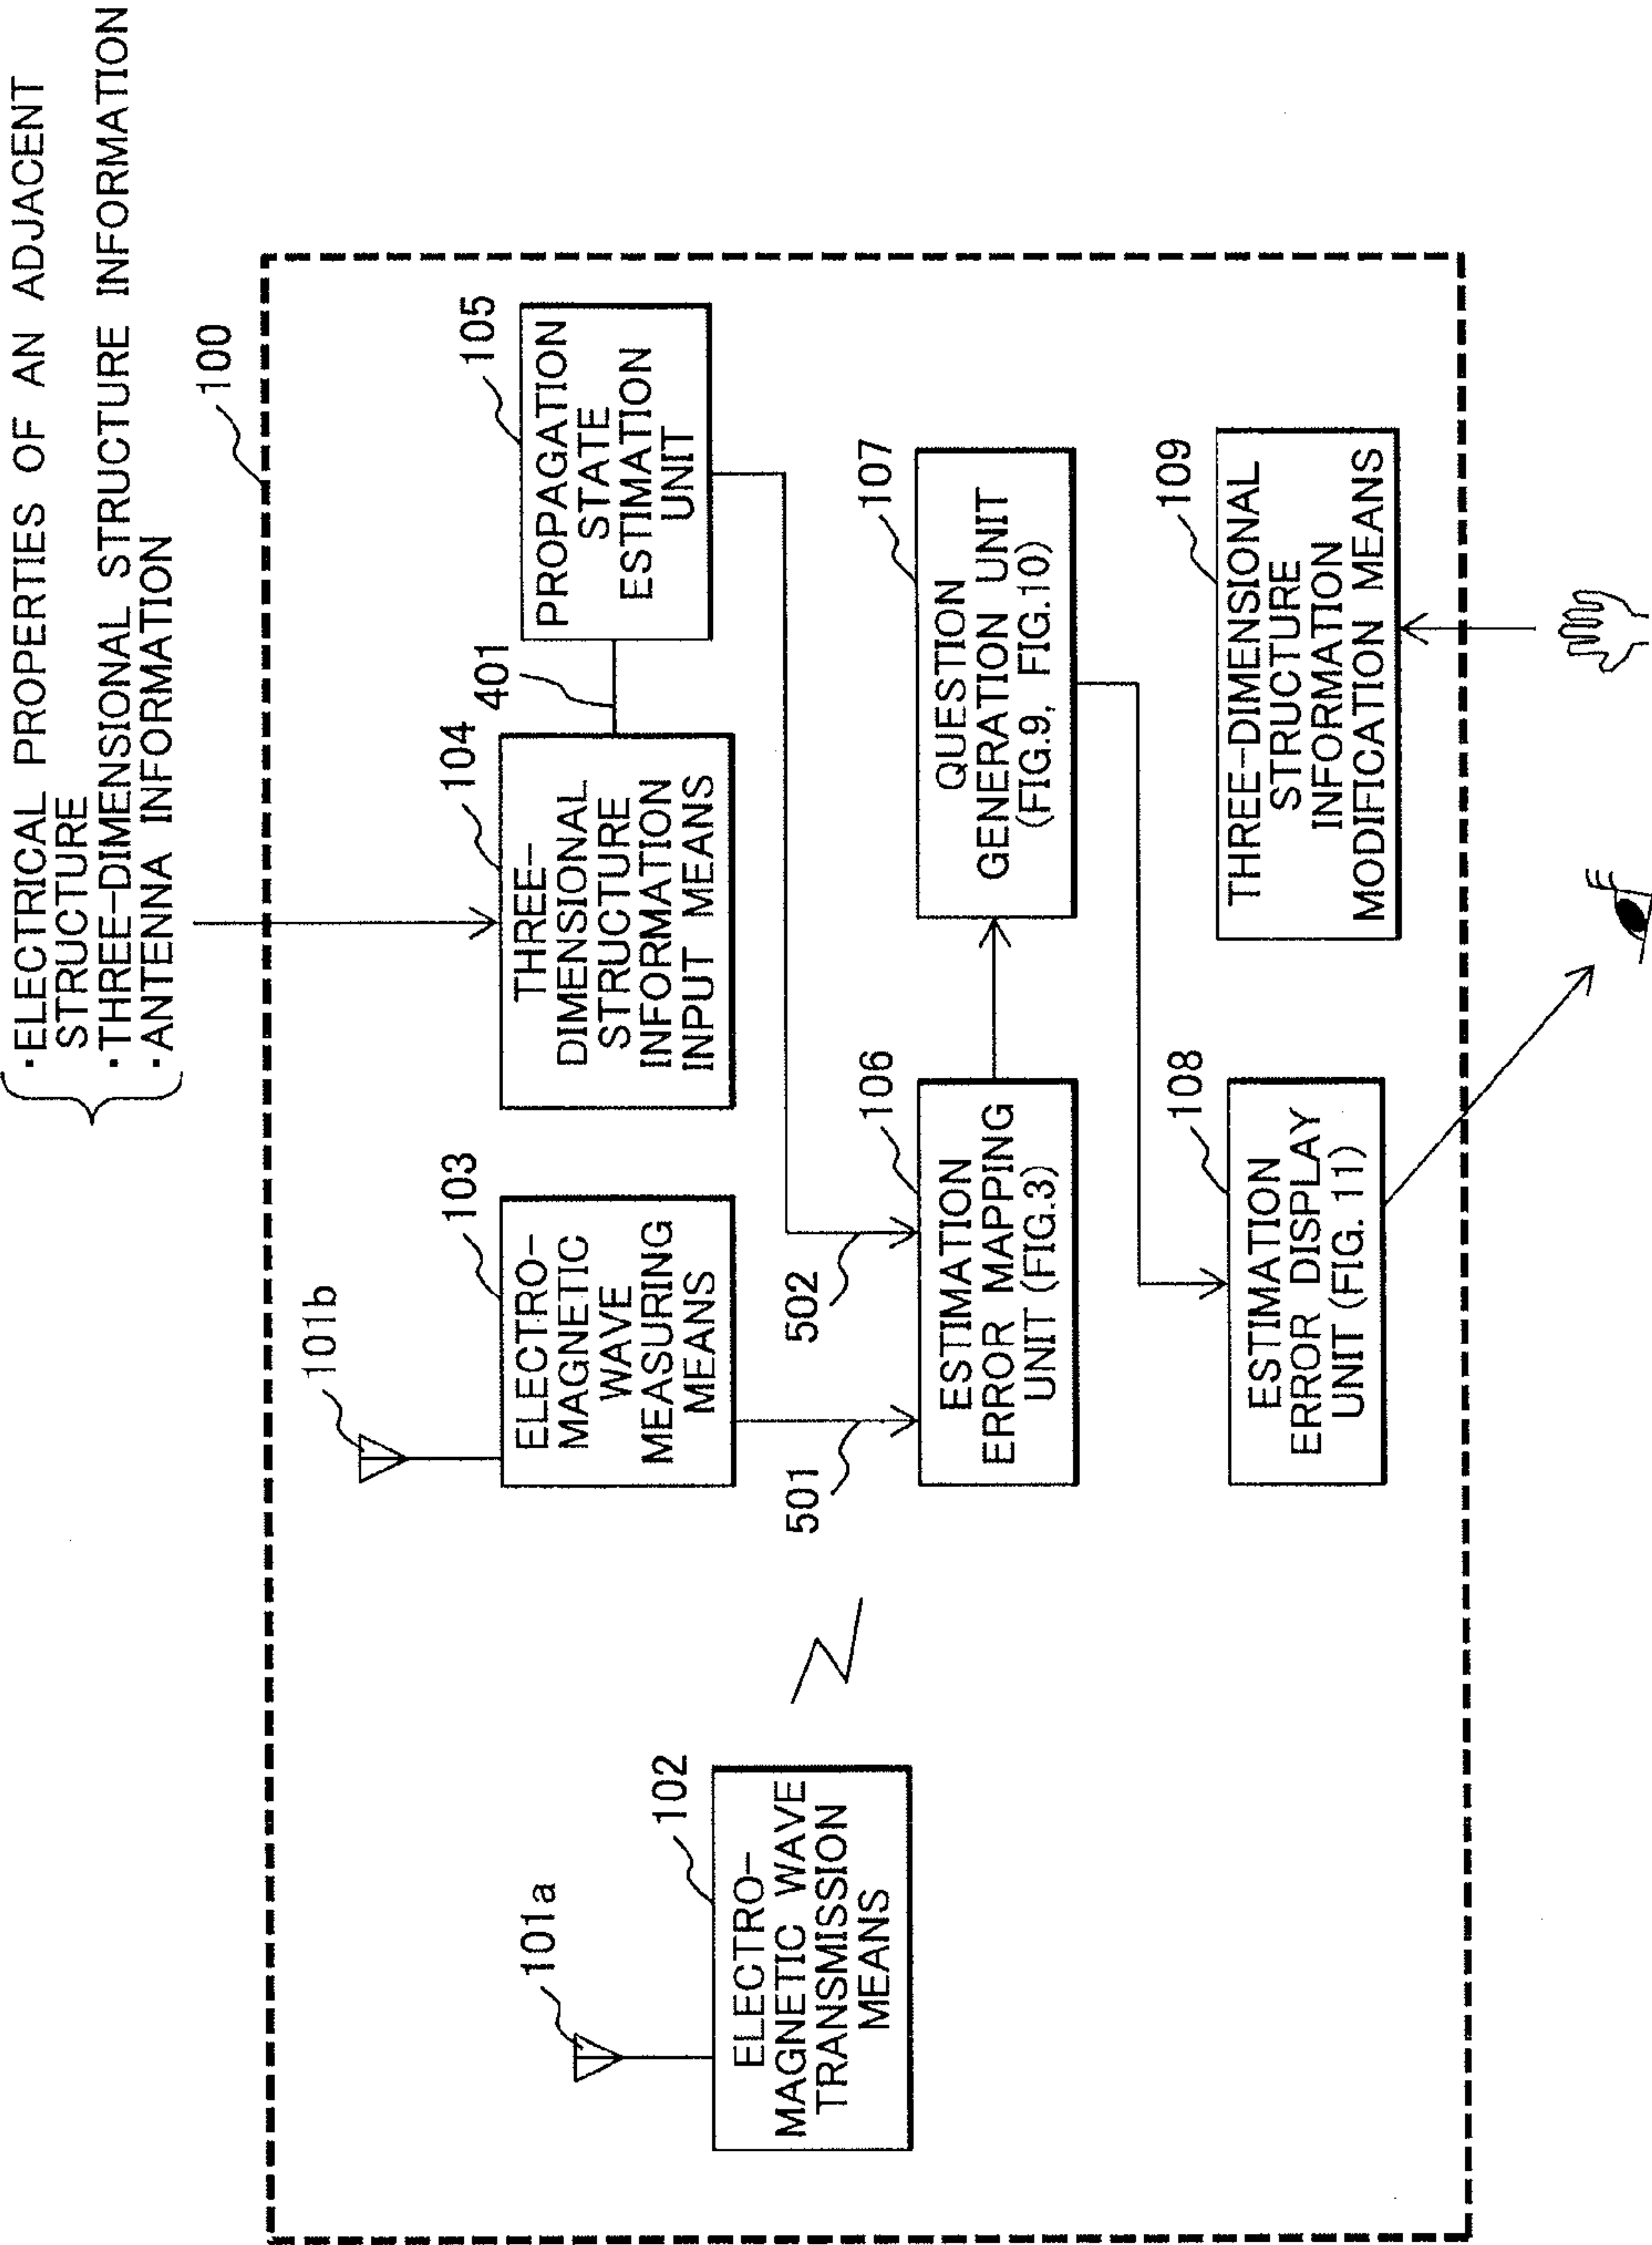 ·ELECTRICAL PROPERTIES OF AN ADJACENT
STRUCTURE
·THREE-DIMENSIONAL STRUCTURE INFORMATION
·ANTENNA INFORMATION
100
101a
102
ELECTRO-
MAGNETIC WAVE
TRANSMISSION
MEANS
101b
103
ELECTRO-
MAGNETIC
WAVE
MEASURING
MEANS
104
THREE-
DIMENSIONAL
STRUCTURE
INFORMATION
INPUT MEANS
401
105
PROPAGATION
STATE
ESTIMATION
UNIT
501
502
106
ESTIMATION
ERROR MAPPING
UNIT (FIG.3)
107
QUESTION
GENERATION UNIT
(FIG.9, FIG.10)
108
ESTIMATION
ERROR DISPLAY
UNIT (FIG. 11)
109
THREE-DIMENSIONAL
STRUCTURE
INFORMATION
MODIFICATION MEANS